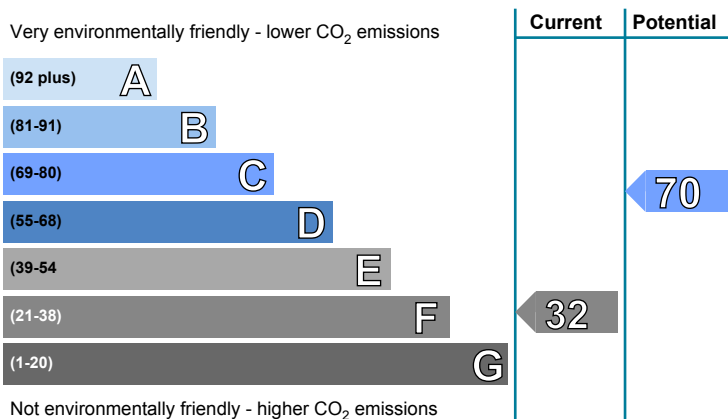 Current Potential
Very environmentally friendly - lower CO2 emissions
(92 plus) A
(81-91) B
(69-80) C
70
(55-68) D
(39-54 E
(21-38) F
32
(1-20) G
Not environmentally friendly - higher CO2 emissions